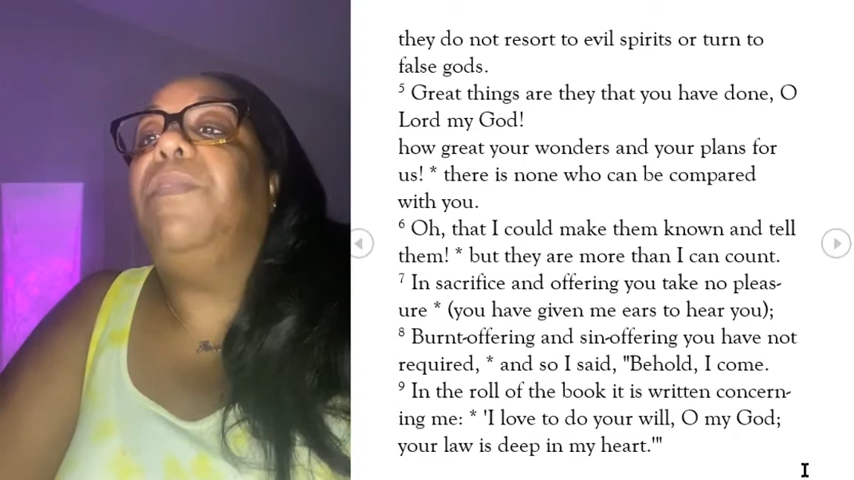 they do not resort to evil spirits or turn to
false gods.
5 Great things are they that you have done, O
Lord my God!
how great your wonders and your plans for
us! * there is none who can be compared
with you.
6 Oh, that I could make them known and tell
them! * but they are more than I can count.
7 In sacrifice and offering you take no pleas-
ure * (you have given me ears to hear you);
8 Burnt-offering and sin-offering you have not
required, * and so I said, "Behold, I come.
9 In the roll of the book it is written concern-
ing me: * 'I love to do your will, O my God;
your law is deep in my heart.'"